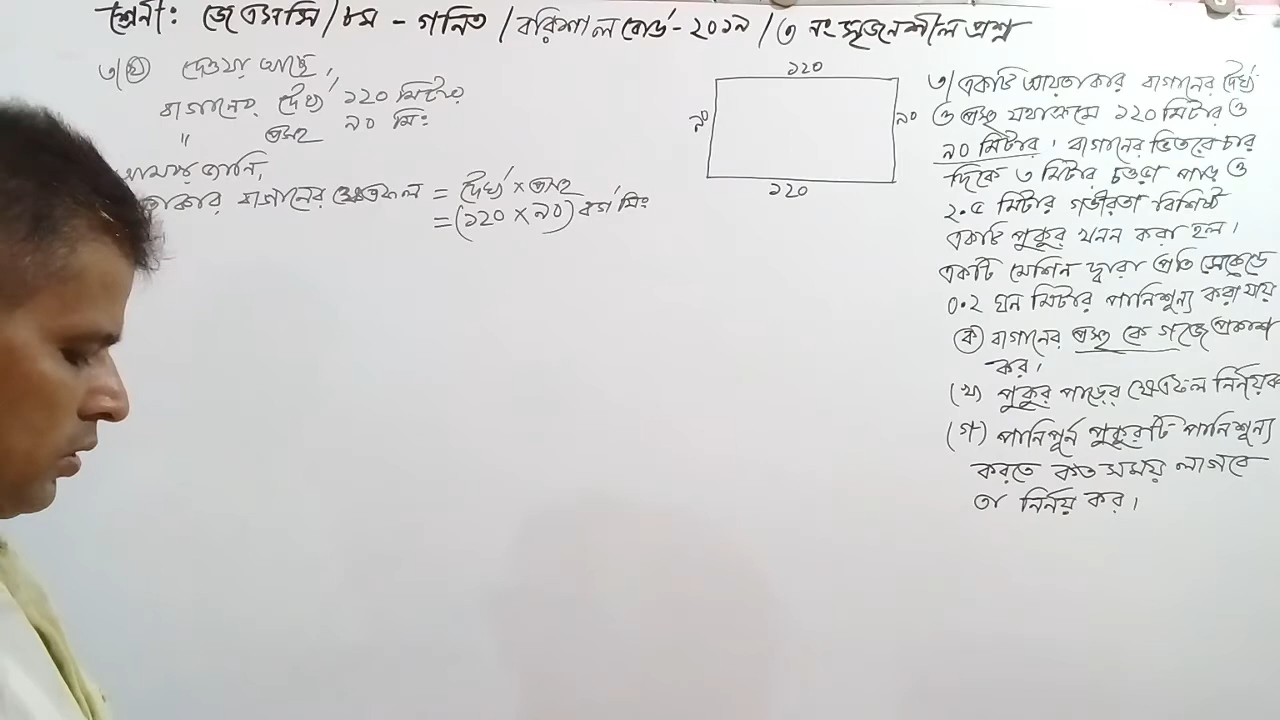 শ্রেনী: জেএসসি/৮ম - গনিত/বরিশাল বোর্ড-২০১৯/৩ নং সৃজনশীল প্রশ্ন
৩/(খ) দেওয়া আছে,
বাগানের দৈর্ঘ্য ১২০ মিটার
" প্রস্থ ৯০ মি:
আমরা জানি,
বাগানের ক্ষেত্রফল = দৈর্ঘ্য × প্রস্থ
= (১২০ × ৯০) বর্গ মি:
১২০
৯০
৯০
১২০
৩/ একটি আয়তাকার বাগানের দৈর্ঘ্য
ও প্রস্থ যথাক্রমে ১২০ মিটার ও
৯০ মিটার। বাগানের ভিতরে চার
দিকে ৩ মিটার চওড়া পাড় ও
২.৫ মিটার গভীরতা বিশিষ্ট
একটি পুকুর খনন করা হল।
একটি মেশিন দ্বারা প্রতি সেকেন্ডে
০.২ ঘন মিটার পানিশূন্য করা যায়
(ক) বাগানের প্রস্থ কে গজে প্রকাশ
কর।
(খ) পুকুর পাড়ের ক্ষেত্রফল নির্নয় ক
(গ) পানিপূর্ন পুকুরটি পানিশূন্য
করতে কত সময় লাগবে
তা নির্নয় কর।